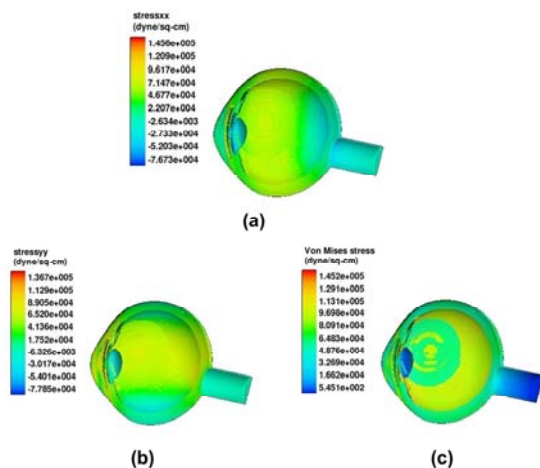 stressxx
(dyne/sq-cm)
1.456e+005
1.209e+005
9.617e+004
7.147e+004
4.677e+004
2.207e+004
-2.634e+003
-2.733e+004
-5.203e+004
-7.673e+004
(a)
stressyy
(dyne/sq-cm)
1.367e+005
1.129e+005
8.905e+004
6.520e+004
4.136e+004
1.752e+004
-6.326e+003
-3.017e+004
-5.401e+004
-7.785e+004
(b)
Von Mises stress
(dyne/sq-cm)
1.452e+005
1.291e+005
1.131e+005
9.698e+004
8.091e+004
6.483e+004
4.876e+004
3.269e+004
1.662e+004
5.451e+002
(c)